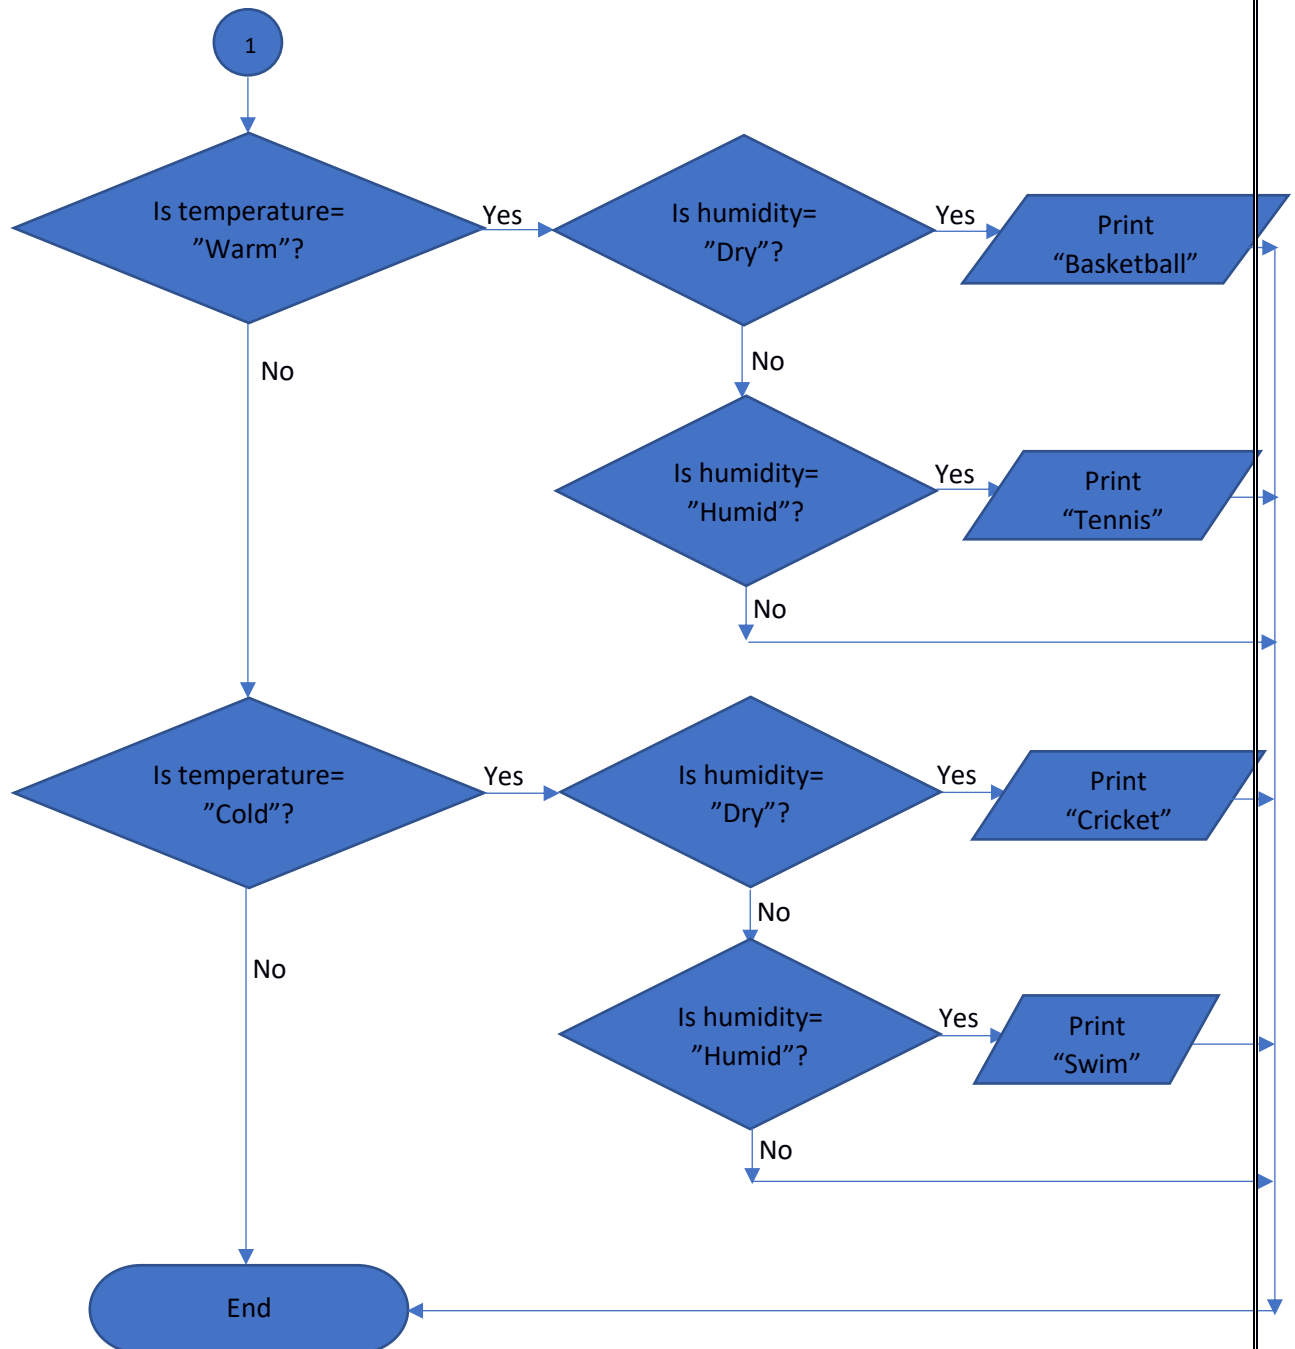 1
Is temperature=
”Warm”?
Yes
Is humidity=
”Dry”?
Yes
Print
“Basketball”
No
No
Is humidity=
”Humid”?
Yes
Print
“Tennis”
No
Is temperature=
”Cold”?
Yes
Is humidity=
”Dry”?
Yes
Print
“Cricket”
No
No
Is humidity=
”Humid”?
Yes
Print
“Swim”
No
End